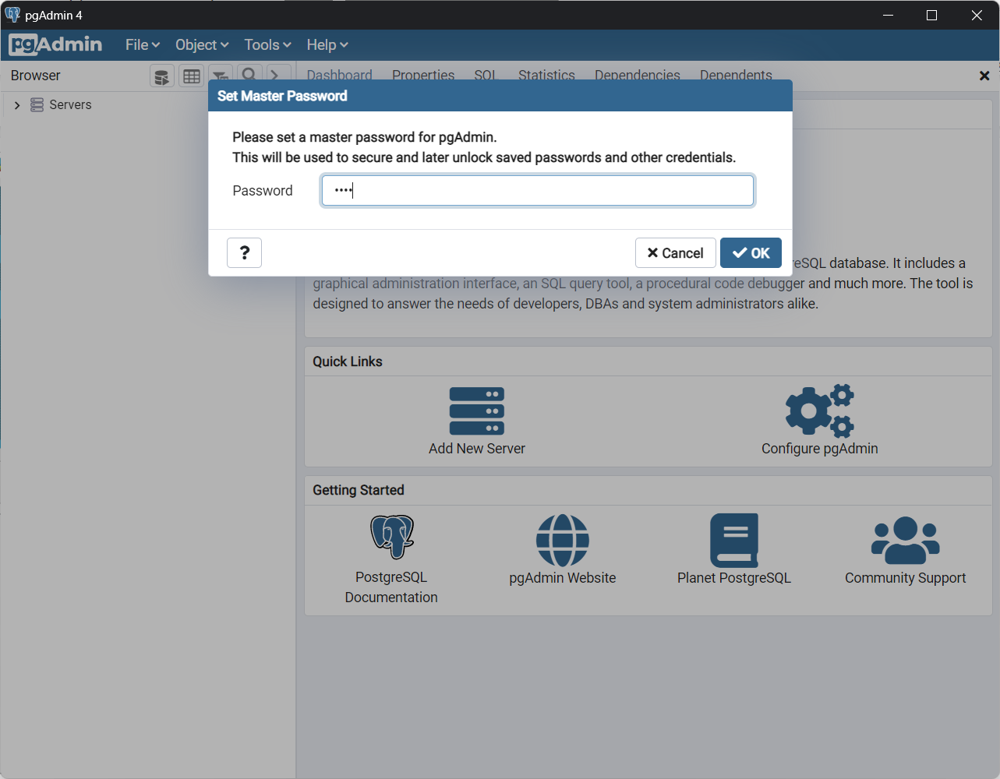 pgAdmin 4
pgAdmin File Object Tools Help
Browser
Dashboard Properties SQL Statistics Dependencies Dependents
Servers
Set Master Password
Please set a master password for pgAdmin.
This will be used to secure and later unlock saved passwords and other credentials.
Password ••••
? Cancel OK
reSQL database. It includes a
graphical administration interface, an SQL query tool, a procedural code debugger and much more. The tool is
designed to answer the needs of developers, DBAs and system administrators alike.
Quick Links
Add New Server
Configure pgAdmin
Getting Started
PostgreSQL
Documentation
pgAdmin Website
Planet PostgreSQL
Community Support